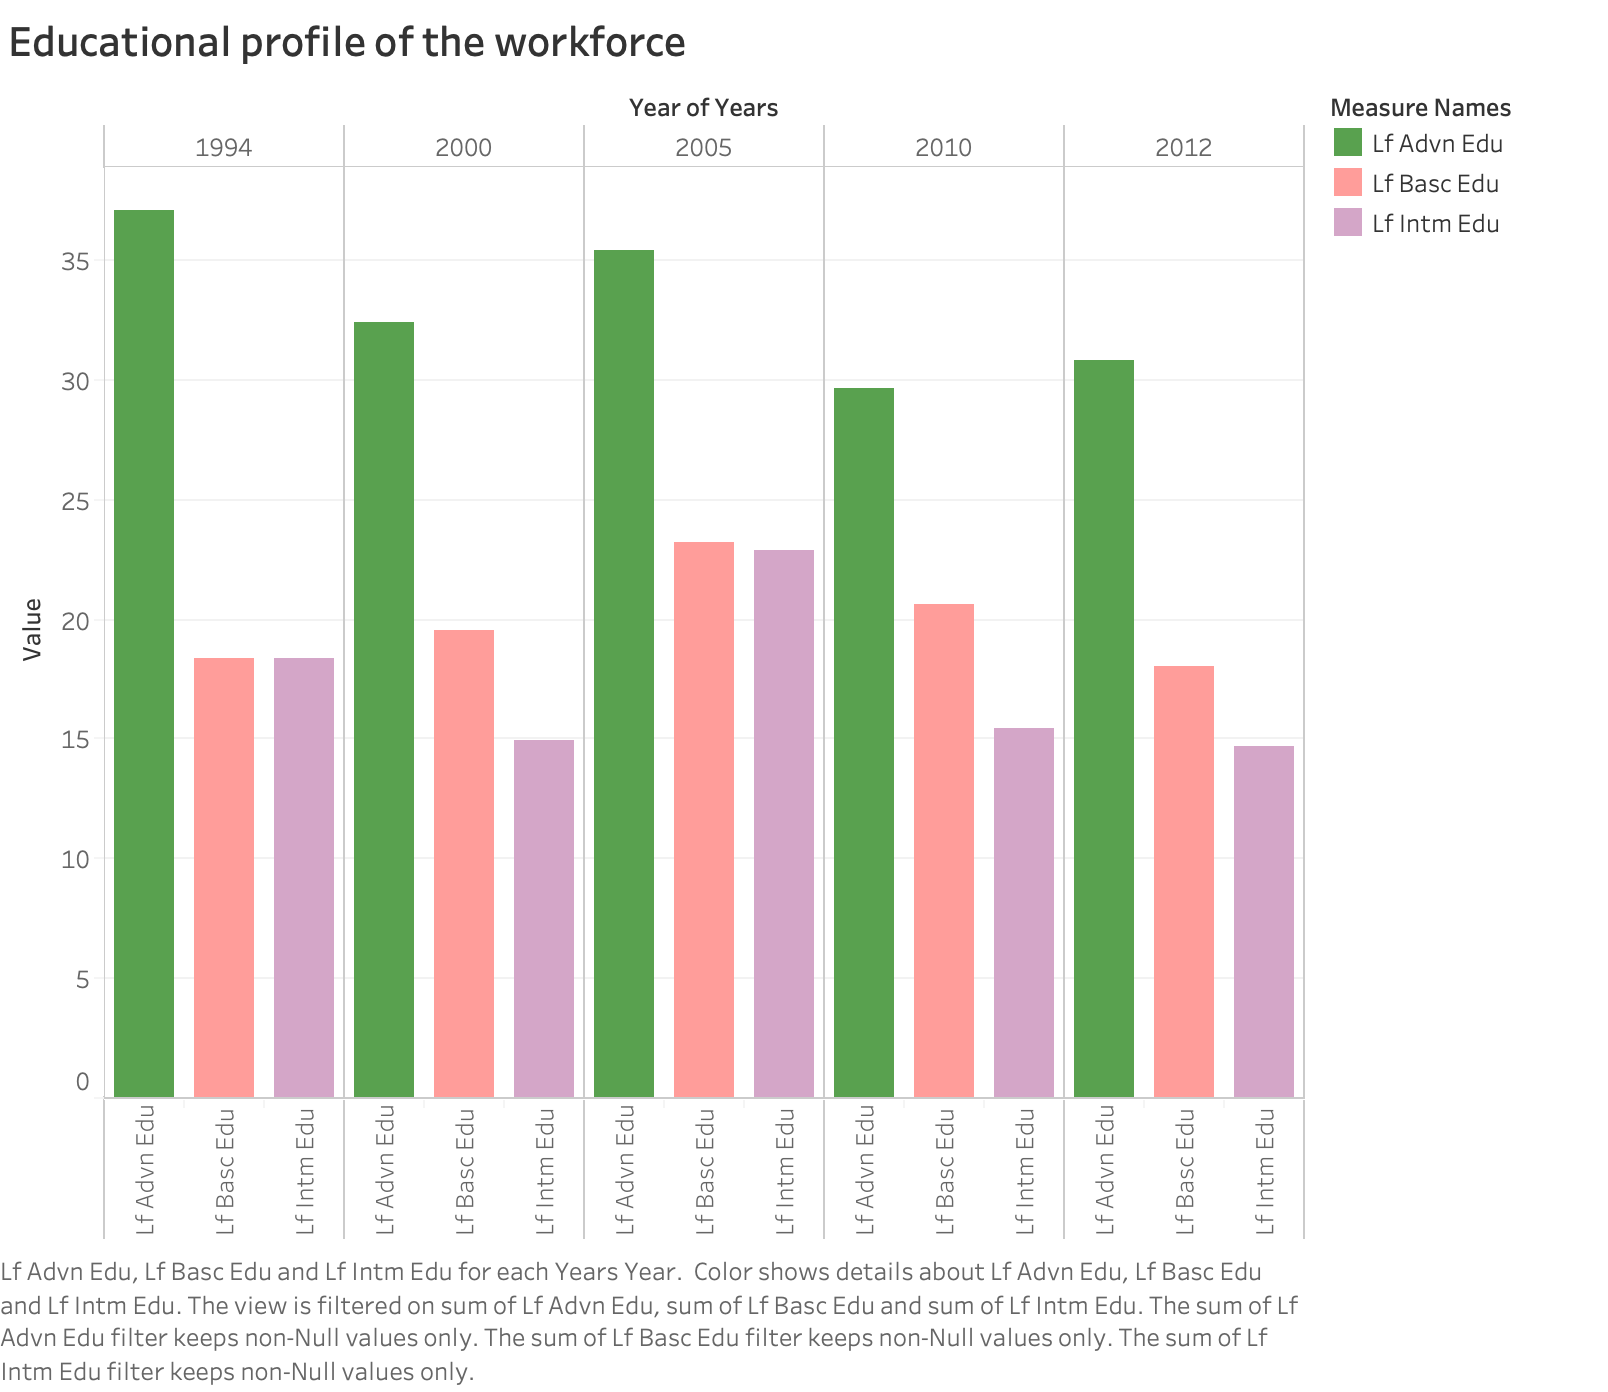 Educational profile of the workforce
Year of Years
Measure Names
1994 2000 2005 2010 2012
Lf Advn Edu
Lf Basc Edu
Lf Intm Edu
35
30
25
20
15
10
5
0
Value
Lf Advn Edu
Lf Basc Edu
Lf Intm Edu
Lf Advn Edu
Lf Basc Edu
Lf Intm Edu
Lf Advn Edu
Lf Basc Edu
Lf Intm Edu
Lf Advn Edu
Lf Basc Edu
Lf Intm Edu
Lf Advn Edu
Lf Basc Edu
Lf Intm Edu
Lf Advn Edu, Lf Basc Edu and Lf Intm Edu for each Years Year.  Color shows details about Lf Advn Edu, Lf Basc Edu
and Lf Intm Edu. The view is filtered on sum of Lf Advn Edu, sum of Lf Basc Edu and sum of Lf Intm Edu. The sum of Lf
Advn Edu filter keeps non-Null values only. The sum of Lf Basc Edu filter keeps non-Null values only. The sum of Lf
Intm Edu filter keeps non-Null values only.